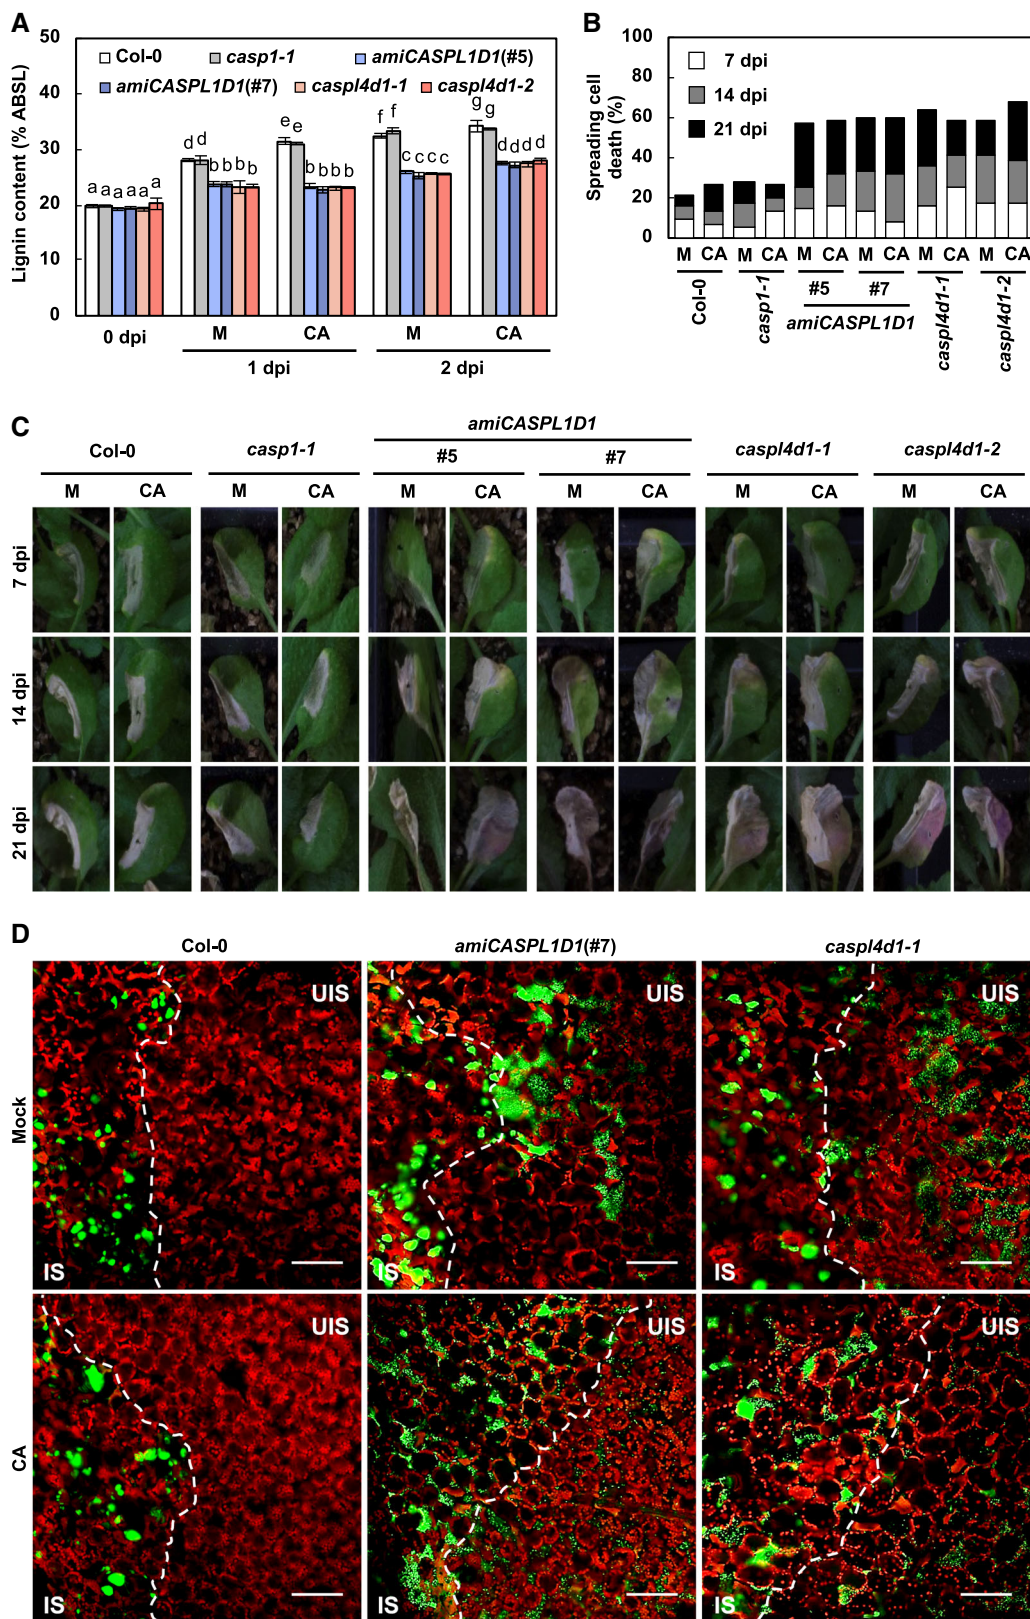 A
Lignin content (% ABSL)
50
40
30
20
10
0
Col-0
casp1-1
amiCASPL1D1(#5)
amiCASPL1D1(#7)
caspl4d1-1
caspl4d1-2
a a a a a a
d d b b b b
e e b b b b
f f c c c c
g g d d d d
0 dpi M CA M CA
1 dpi 2 dpi
B
Spreading cell death (%)
100
80
60
40
20
0
7 dpi
14 dpi
21 dpi
M CA M CA M CA M CA M CA M CA
Col-0
casp1-1
#5 #7
amiCASPL1D1
caspl4d1-1
caspl4d1-2
C
amiCASPL1D1
Col-0 casp1-1 #5 #7 caspl4d1-1 caspl4d1-2
M CA M CA M CA M CA M CA M CA
7 dpi
14 dpi
21 dpi
D
Col-0 amiCASPL1D1(#7) caspl4d1-1
Mock
UIS UIS UIS
IS IS IS
CA
UIS UIS UIS
IS IS IS